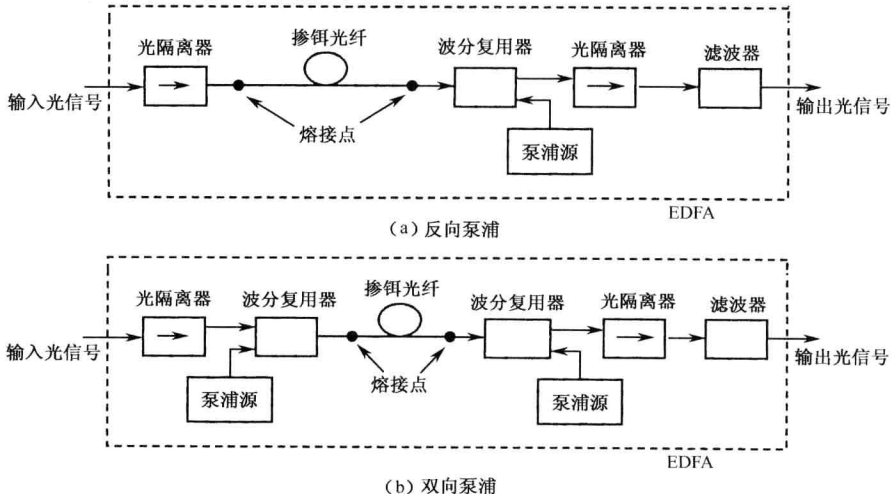 掺铒光纤
光隔离器
波分复用器
光隔离器
滤波器
输入光信号
输出光信号
熔接点
泵浦源
EDFA
(a) 反向泵浦
掺铒光纤
光隔离器
波分复用器
波分复用器
光隔离器
滤波器
输入光信号
输出光信号
熔接点
泵浦源
泵浦源
EDFA
(b) 双向泵浦